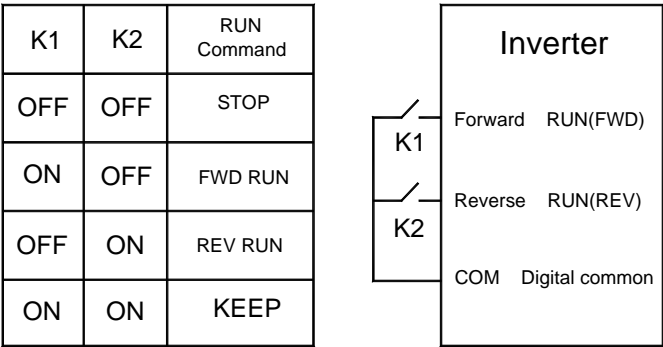 K1 K2 RUN
Command
OFF OFF STOP
ON OFF FWD RUN
OFF ON REV RUN
ON ON KEEP
Inverter
K1
Forward RUN(FWD)
K2
Reverse RUN(REV)
COM Digital common